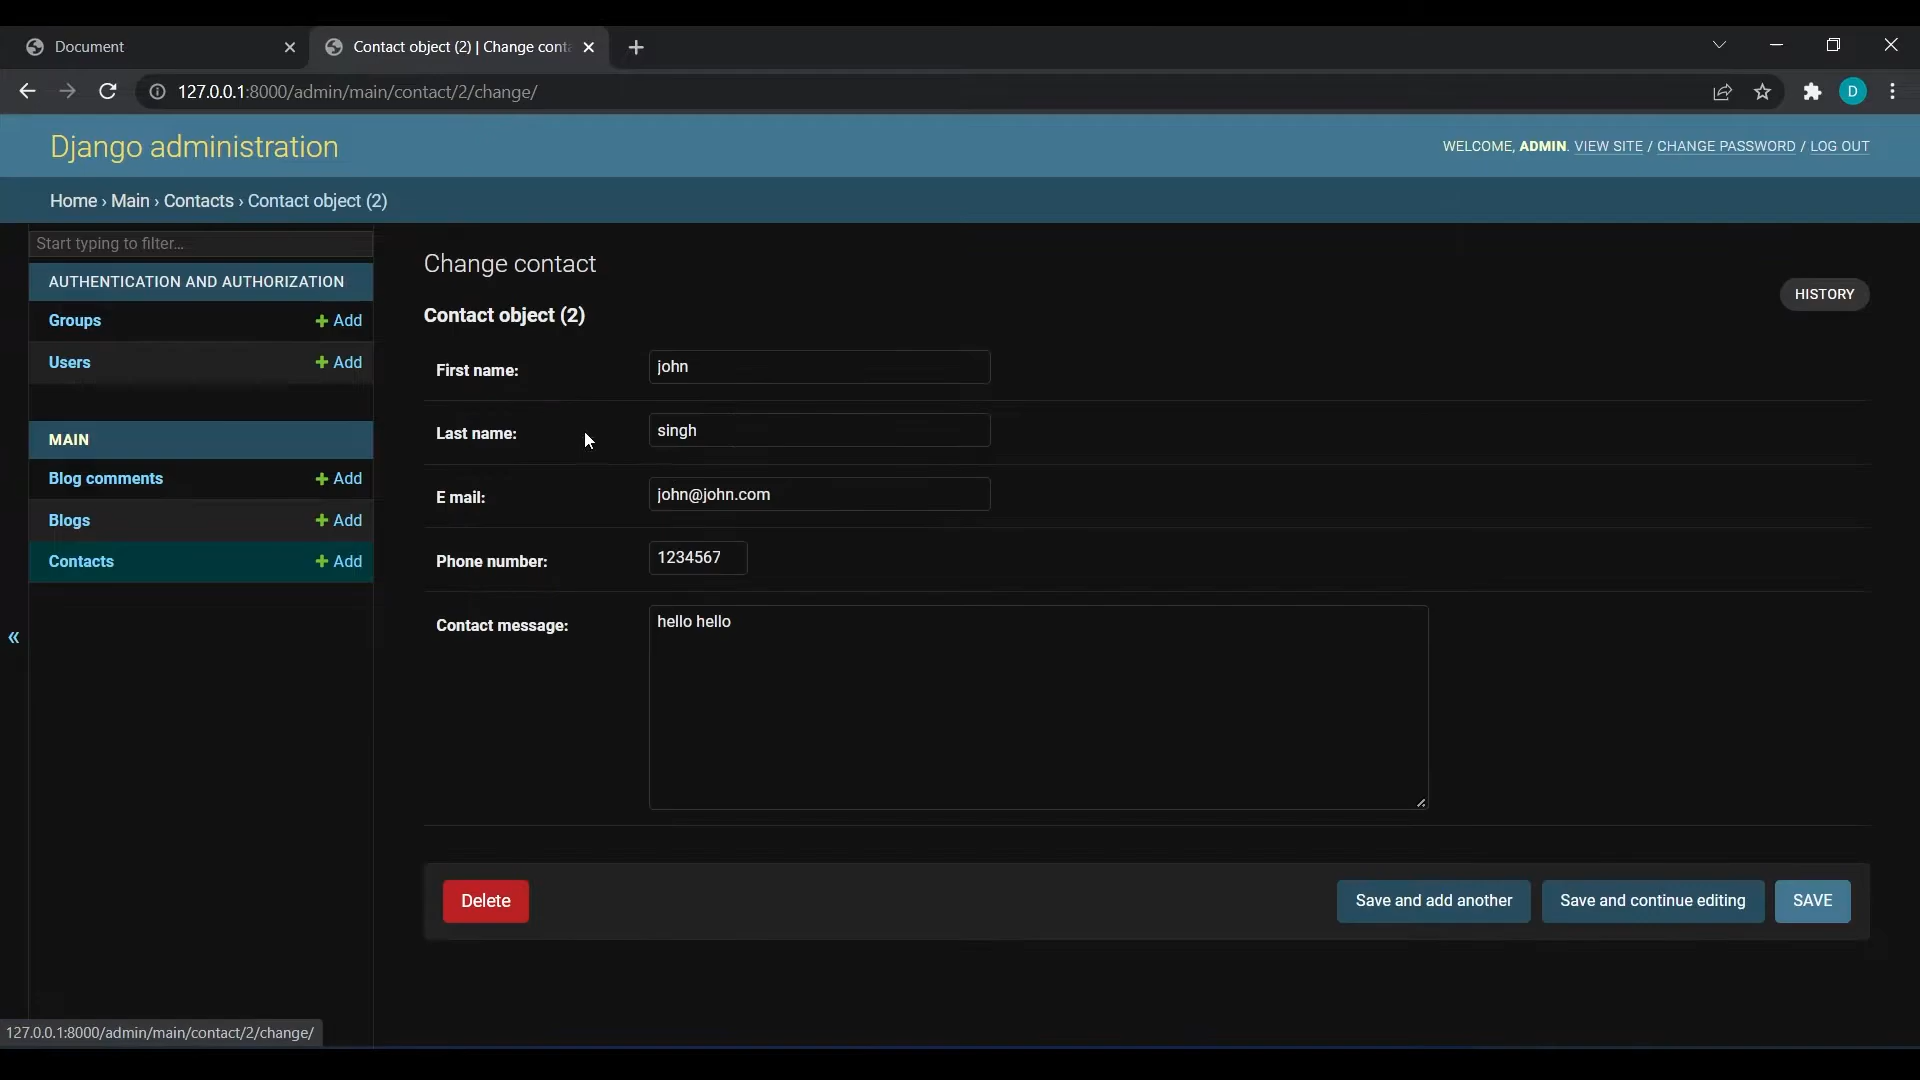 Document
Contact object (2) | Change conta
127.0.0.1:8000/admin/main/contact/2/change/
D
Django administration
WELCOME, ADMIN. VIEW SITE / CHANGE PASSWORD / LOG OUT
Home › Main › Contacts › Contact object (2)
Start typing to filter...
AUTHENTICATION AND AUTHORIZATION
Groups + Add
Users + Add
MAIN
Blog comments + Add
Blogs + Add
Contacts + Add
«
Change contact
HISTORY
Contact object (2)
First name: john
Last name: singh
E mail: john@john.com
Phone number: 1234567
Contact message: hello hello
Delete
Save and add another
Save and continue editing
SAVE
127.0.0.1:8000/admin/main/contact/2/change/